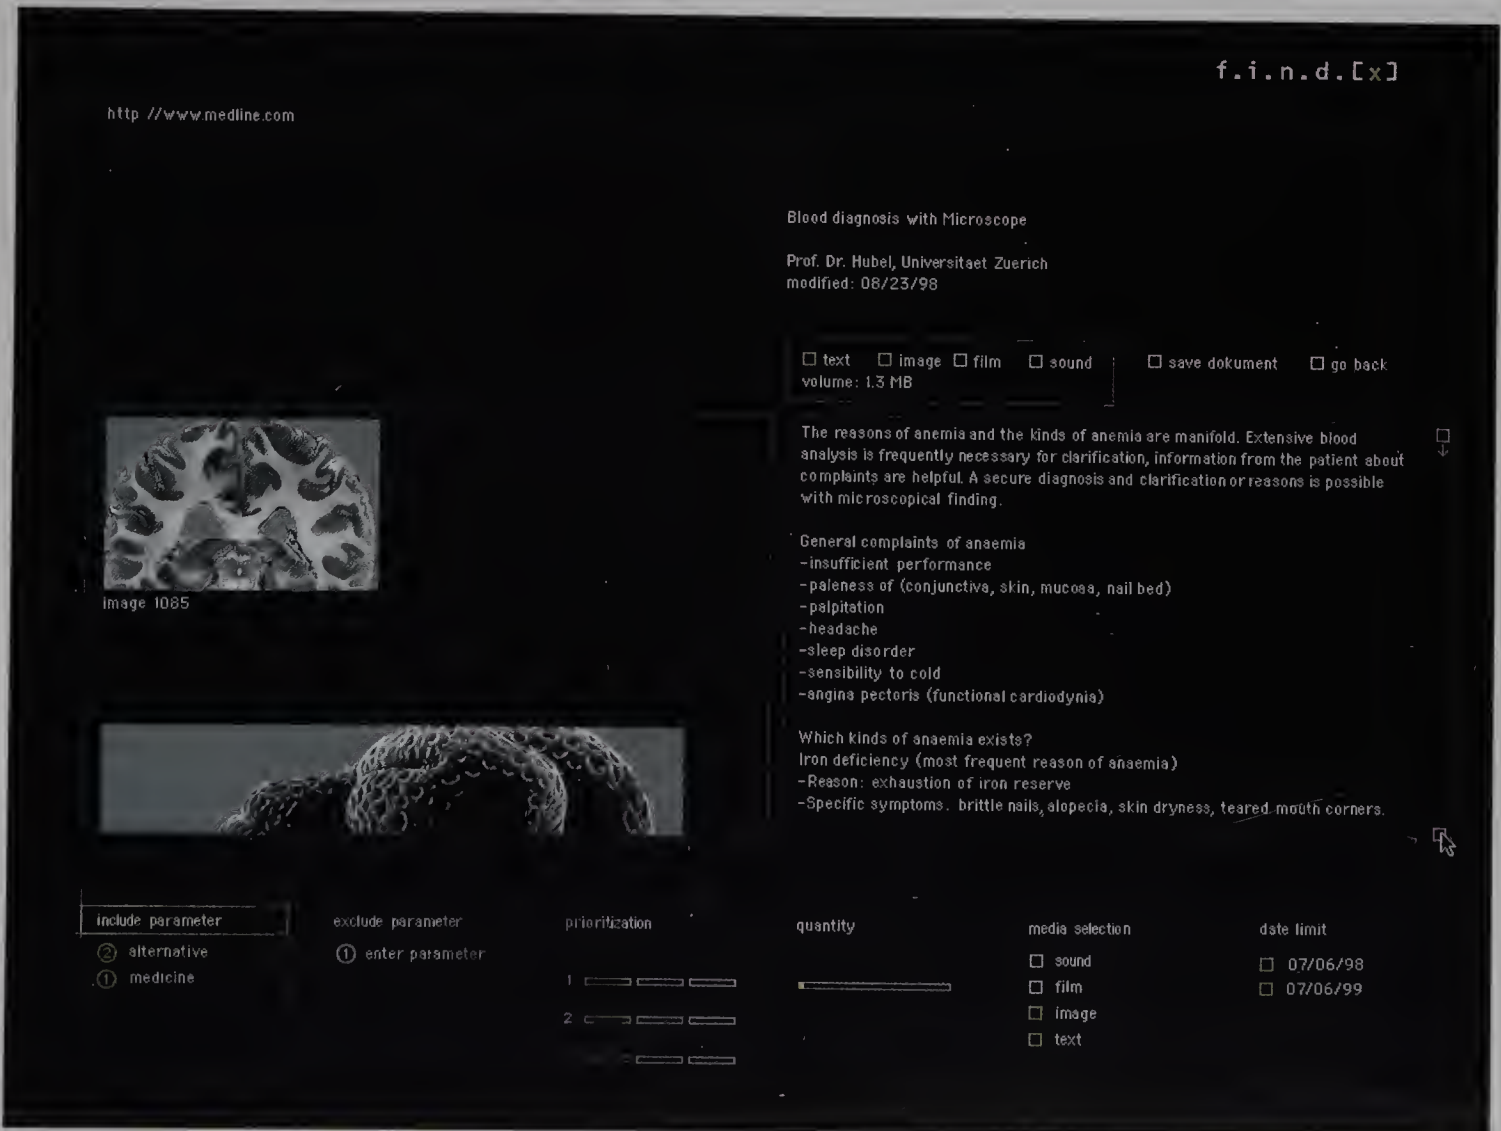 f.i.n.d.[x]
http //www.medline.com
Blood diagnosis with Microscope
Prof. Dr. Hubel, Universitaet Zuerich
modified: 08/23/98
text image film sound save dokument go back
volume: 1.3 MB
The reasons of anemia and the kinds of anemia are manifold. Extensive blood
analysis is frequently necessary for clarification, information from the patient about
complaints are helpful. A secure diagnosis and clarification or reasons is possible
with microscopical finding.
General complaints of anaemia
-insufficient performance
-paleness of (conjunctiva, skin, mucosa, nail bed)
-palpitation
-headache
-sleep disorder
-sensibility to cold
-angina pectoris (functional cardiodynia)
Which kinds of anaemia exists?
Iron deficiency (most frequent reason of anaemia)
-Reason: exhaustion of iron reserve
-Specific symptoms. brittle nails, alopecia, skin dryness, teared mouth corners.
image 1085
include parameter
2 alternative
1 medicine
exclude parameter
1 enter parameter
prioritization
1
2
quantity
media selection
sound
film
image
text
date limit
07/06/98
07/06/99